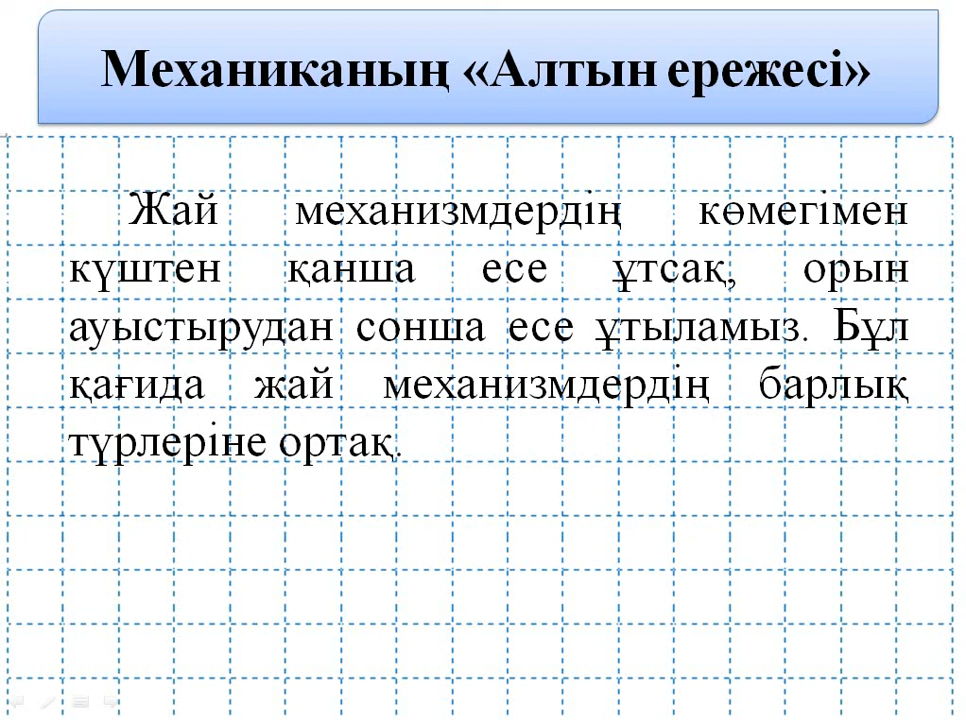 Механиканың «Алтын ережесі»
Жай механизмдердің көмегімен
күштен қанша есе ұтсақ, орын
ауыстырудан сонша есе ұтыламыз. Бұл
қағида жай механизмдердің барлық
түрлеріне ортақ.